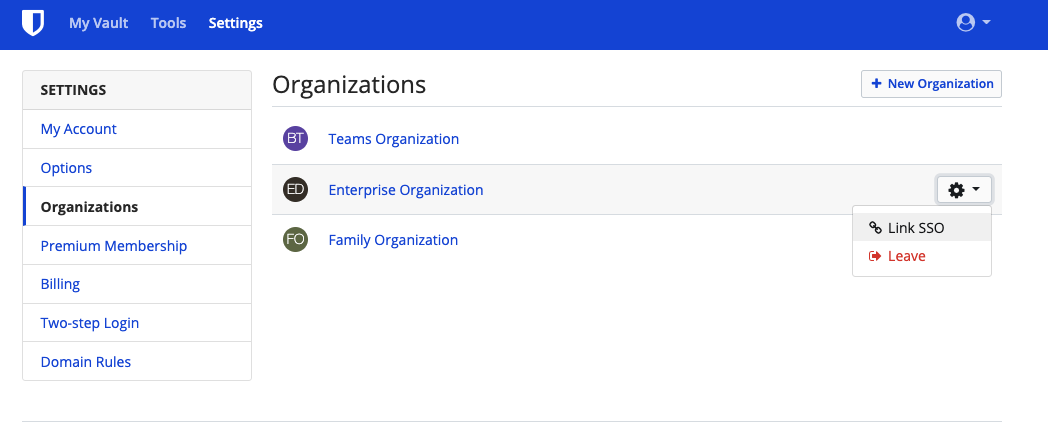 My Vault Tools Settings
SETTINGS
My Account
Options
Organizations
Premium Membership
Billing
Two-step Login
Domain Rules
Organizations
New Organization
BT Teams Organization
ED Enterprise Organization
Link SSO
Leave
FO Family Organization